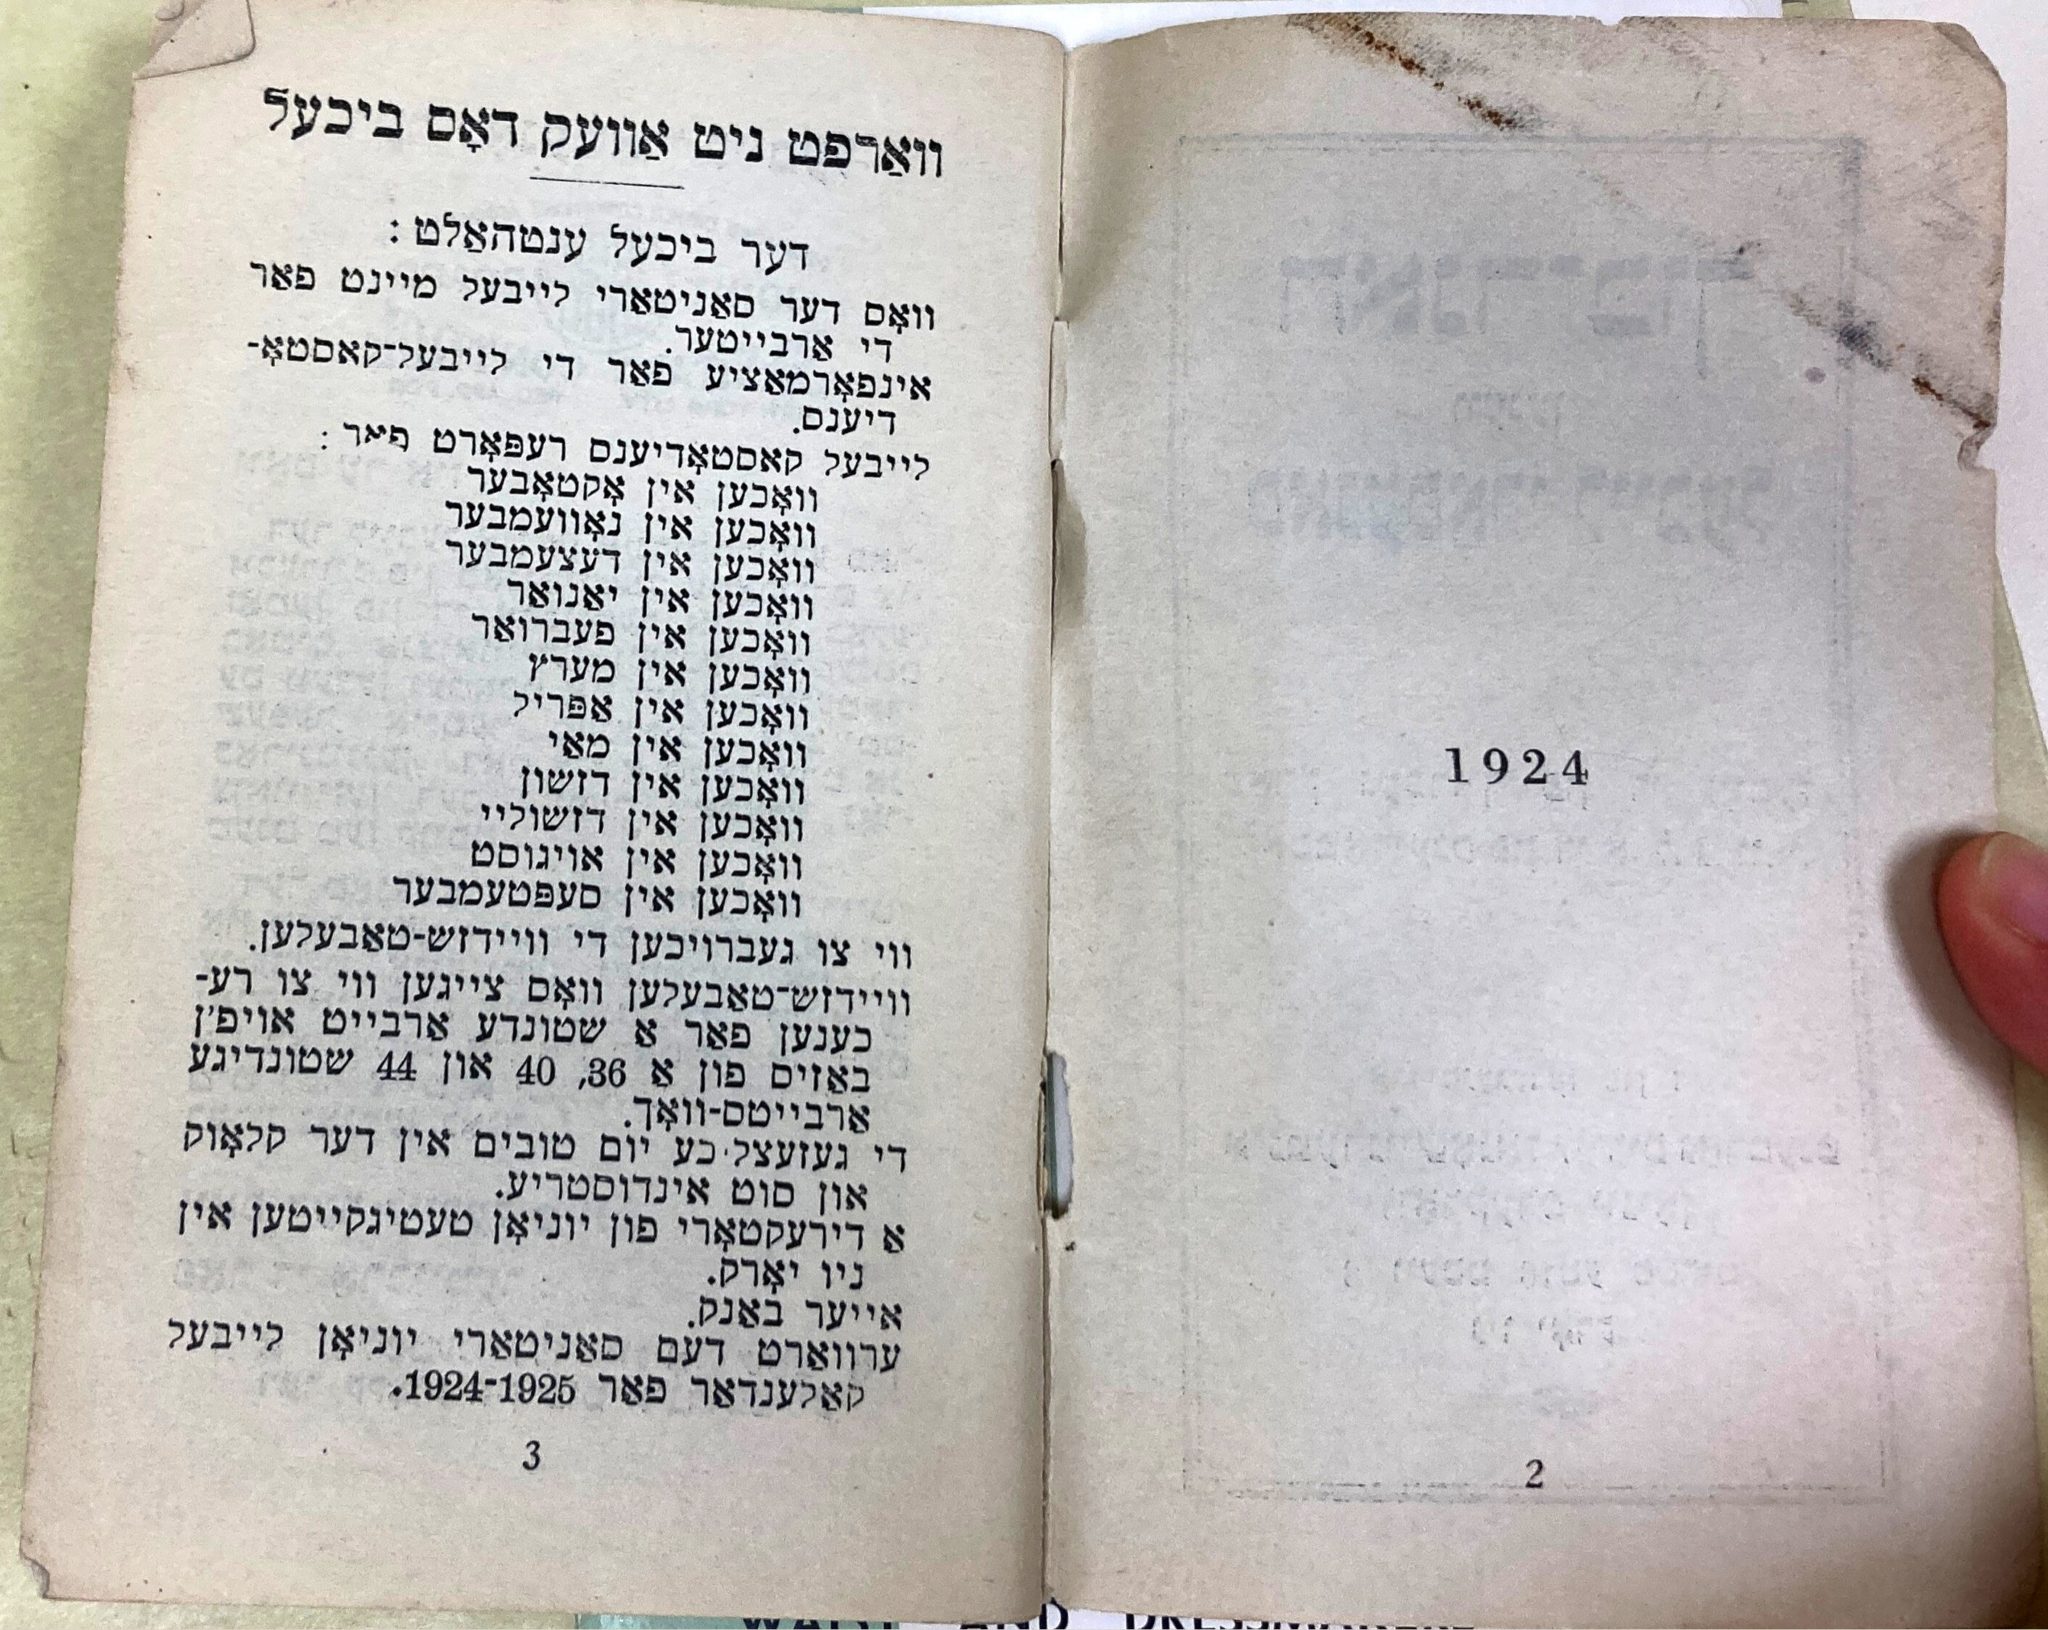 1924
2
וואַרפט ניט אַוועק דאָס ביכעל
דער ביכעל ענטהאַלט :
וואָס דער סאַניטאַרי לייבעל מיינט פאַר
די אַרבייטער.
אינפאָרמאַציע פאַר די לייבעל־קאַסטאָ־
דיענס.
לייבעל קאַסטאָדיענס רעפּאָרט פאַר :
וואָכען אין אָקטאָבער
וואָכען אין נאָוועמבער
וואָכען אין דעצעמבער
וואָכען אין יאַנואַר
וואָכען אין פעברואַר
וואָכען אין מערץ
וואָכען אין אַפּריל
וואָכען אין מאַי
וואָכען אין דזשון
וואָכען אין דזשוליי
וואָכען אין אויגוסט
וואָכען אין סעפּטעמבער
ווי צו געברויכען די וויידזש-טאַבעלען.
וויידזש־טאַבעלען וואָס צייגען ווי צו רע-
כענען פאַר אַ שטונדע אַרבייט אויפ'ן
באַזיס פון אַ 36, 40 און 44 שטונדיגע
אַרבייטס-וואָך.
די געזעצליכע יום טובים אין דער קלאָוק
און סוט אינדוסטריע.
אַ דירעקטאָרי פון יוניאָן טעטיגקייטען אין
ניו יאָרק.
אייער באַנק.
ערוואַרט דעם סאַניטאַרי יוניאָן לייבעל
קאַלענדאַר פאַר 1924-1925.
3
WAIST AND DRESSMAKERS